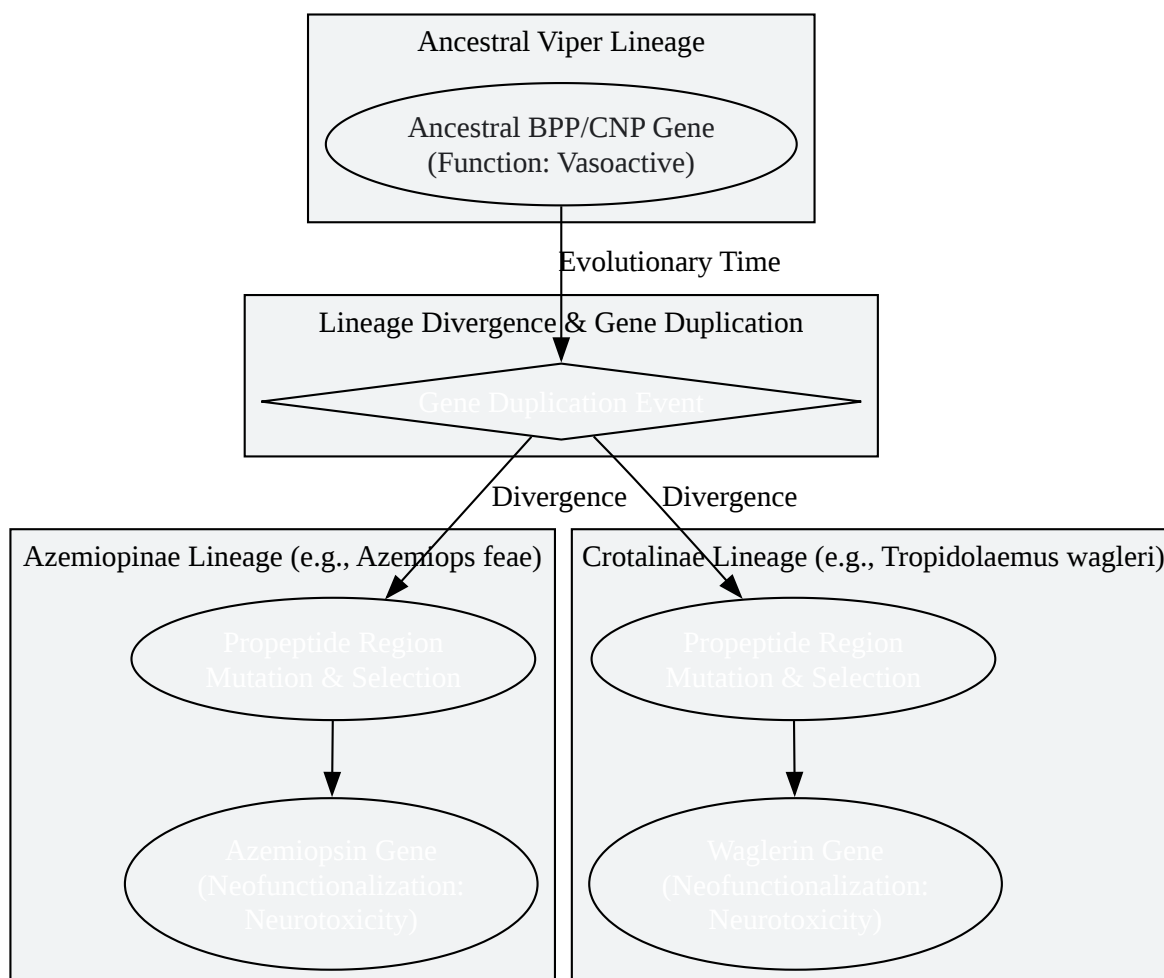 Ancestral Viper Lineage
Ancestral BPP/CNP Gene
(Function: Vasoactive)
Evolutionary Time
Lineage Divergence & Gene Duplication
Gene Duplication Event
Divergence
Divergence
Azemiopinae Lineage (e.g., Azemiops feae)
Propeptide Region
Mutation & Selection
Azemiopsin Gene
(Neofunctionalization:
Neurotoxicity)
Crotalinae Lineage (e.g., Tropidolaemus wagleri)
Propeptide Region
Mutation & Selection
Waglerin Gene
(Neofunctionalization:
Neurotoxicity)